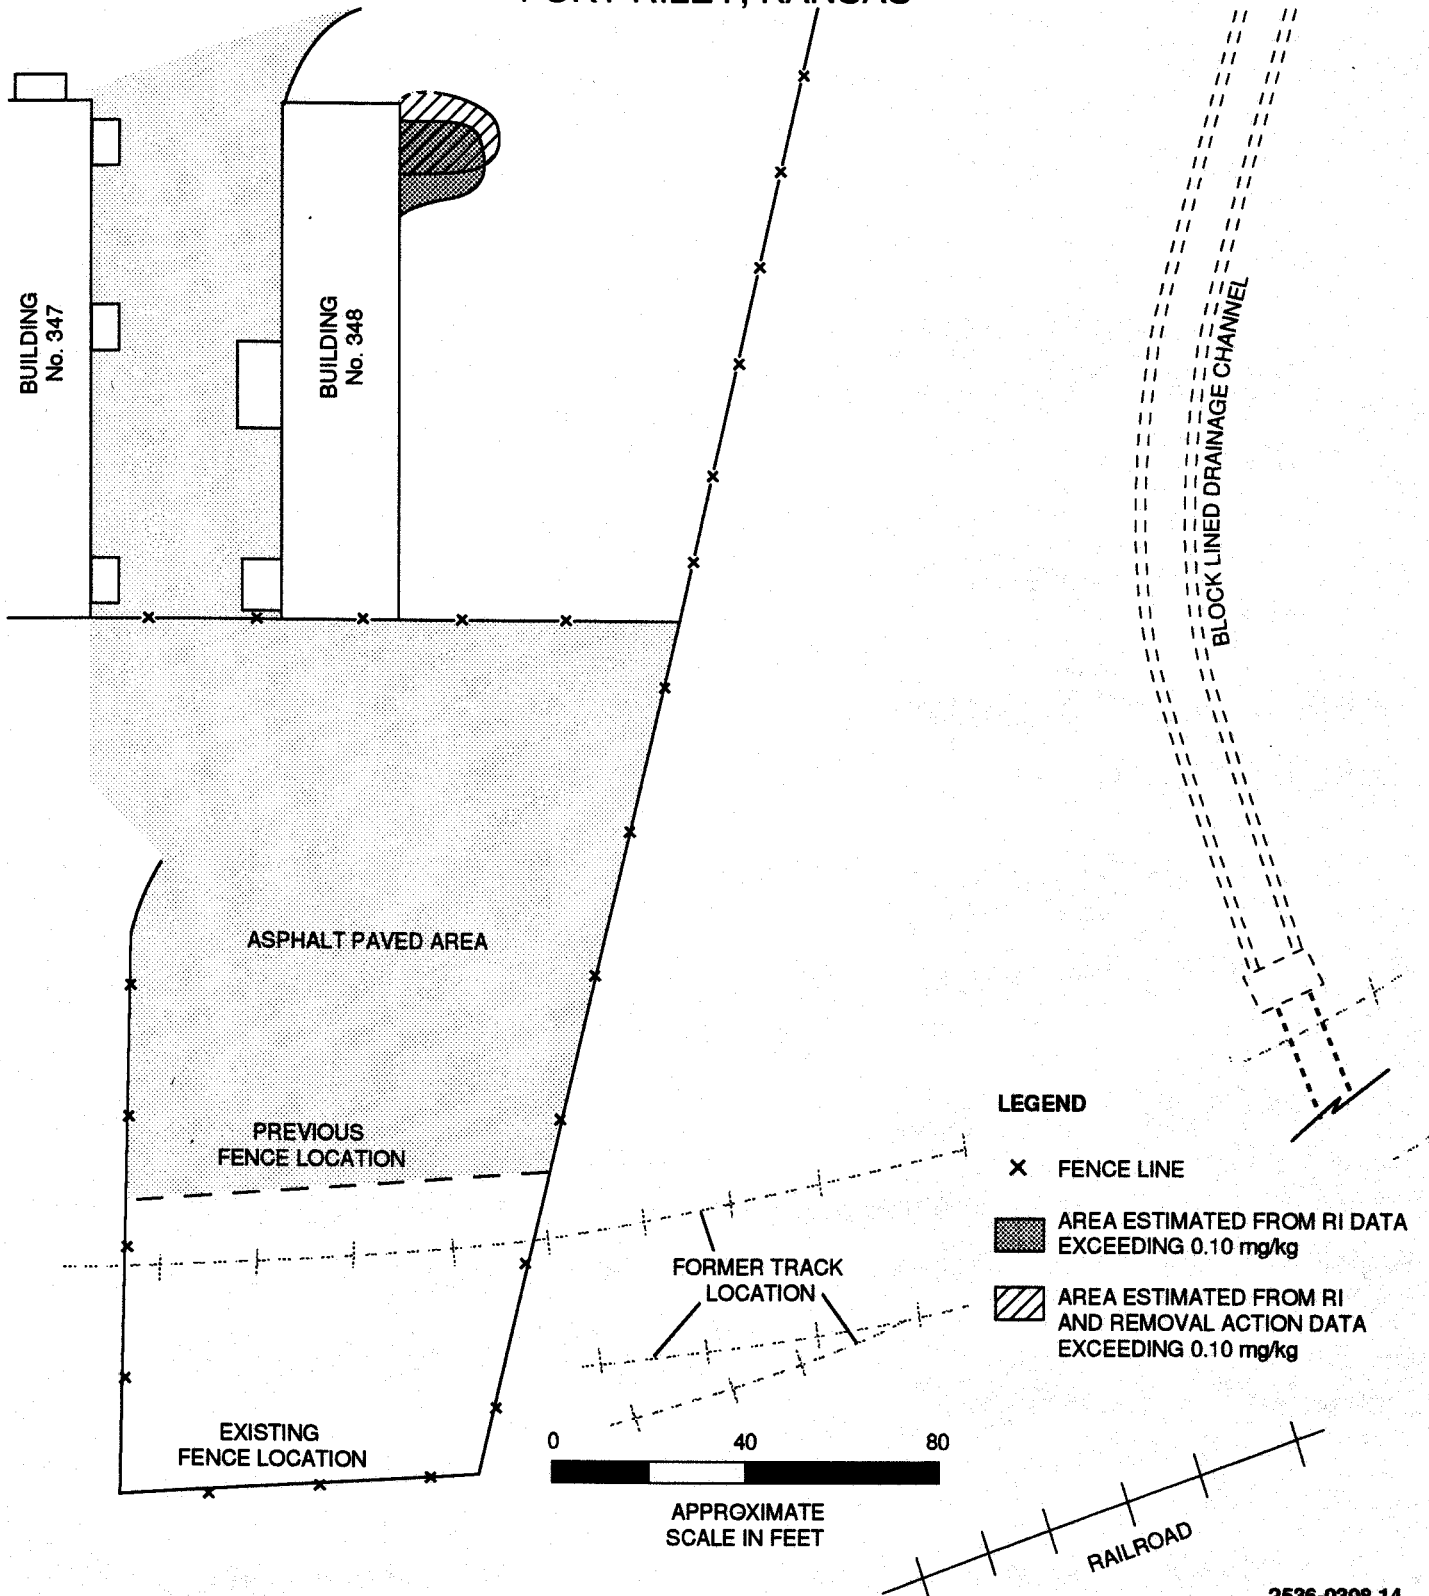 BUILDING
No. 347
BUILDING
No. 348
BLOCK LINED DRAINAGE CHANNEL
ASPHALT PAVED AREA
PREVIOUS
FENCE LOCATION
FORMER TRACK
LOCATION
EXISTING
FENCE LOCATION
LEGEND
× FENCE LINE
AREA ESTIMATED FROM RI DATA
EXCEEDING 0.10 mg/kg
AREA ESTIMATED FROM RI
AND REMOVAL ACTION DATA
EXCEEDING 0.10 mg/kg
0 40 80
APPROXIMATE
SCALE IN FEET
RAILROAD